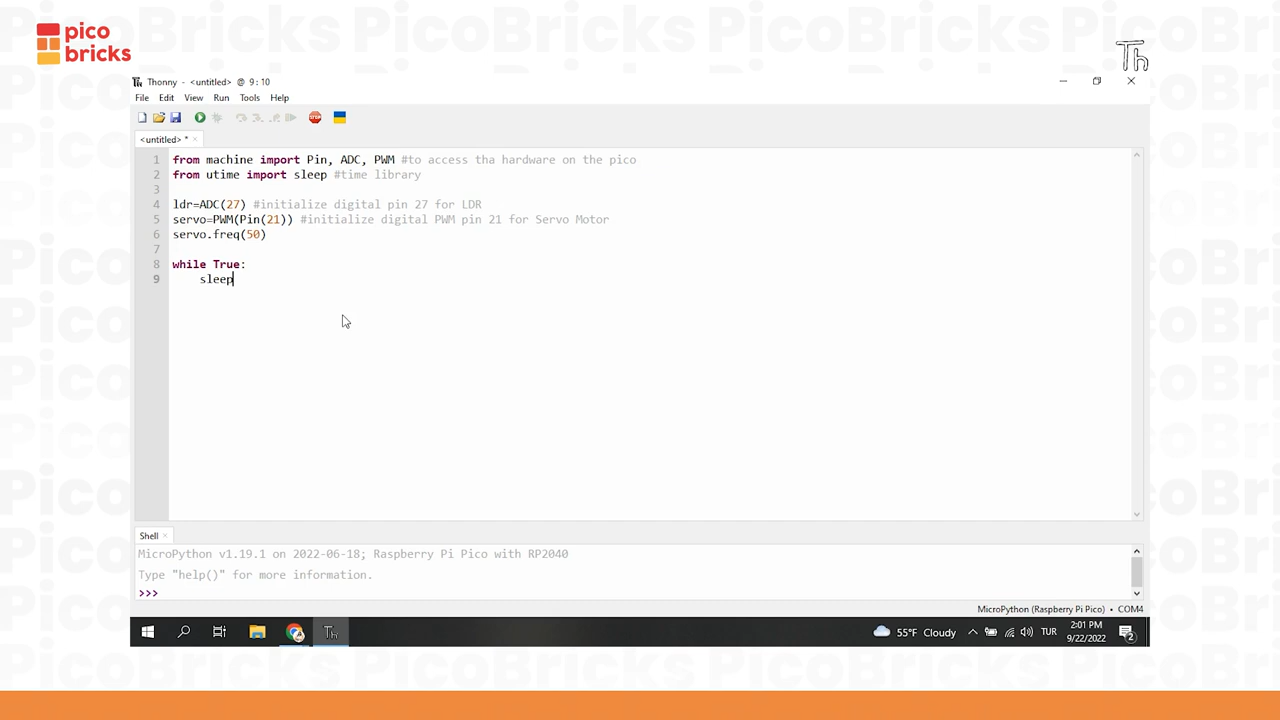 pico
bricks
Th
Thonny - <untitled> @ 9 : 10
File Edit View Run Tools Help
STOP
<untitled> *
1 from machine import Pin, ADC, PWM #to access tha hardware on the pico
2 from utime import sleep #time library
3
4 ldr=ADC(27) #initialize digital pin 27 for LDR
5 servo=PWM(Pin(21)) #initialize digital PWM pin 21 for Servo Motor
6 servo.freq(50)
7
8 while True:
9 sleep
Shell
MicroPython v1.19.1 on 2022-06-18; Raspberry Pi Pico with RP2040
Type "help()" for more information.
>>>
MicroPython (Raspberry Pi Pico) • COM4
Th 55°F Cloudy TUR 2:01 PM
9/22/2022
2